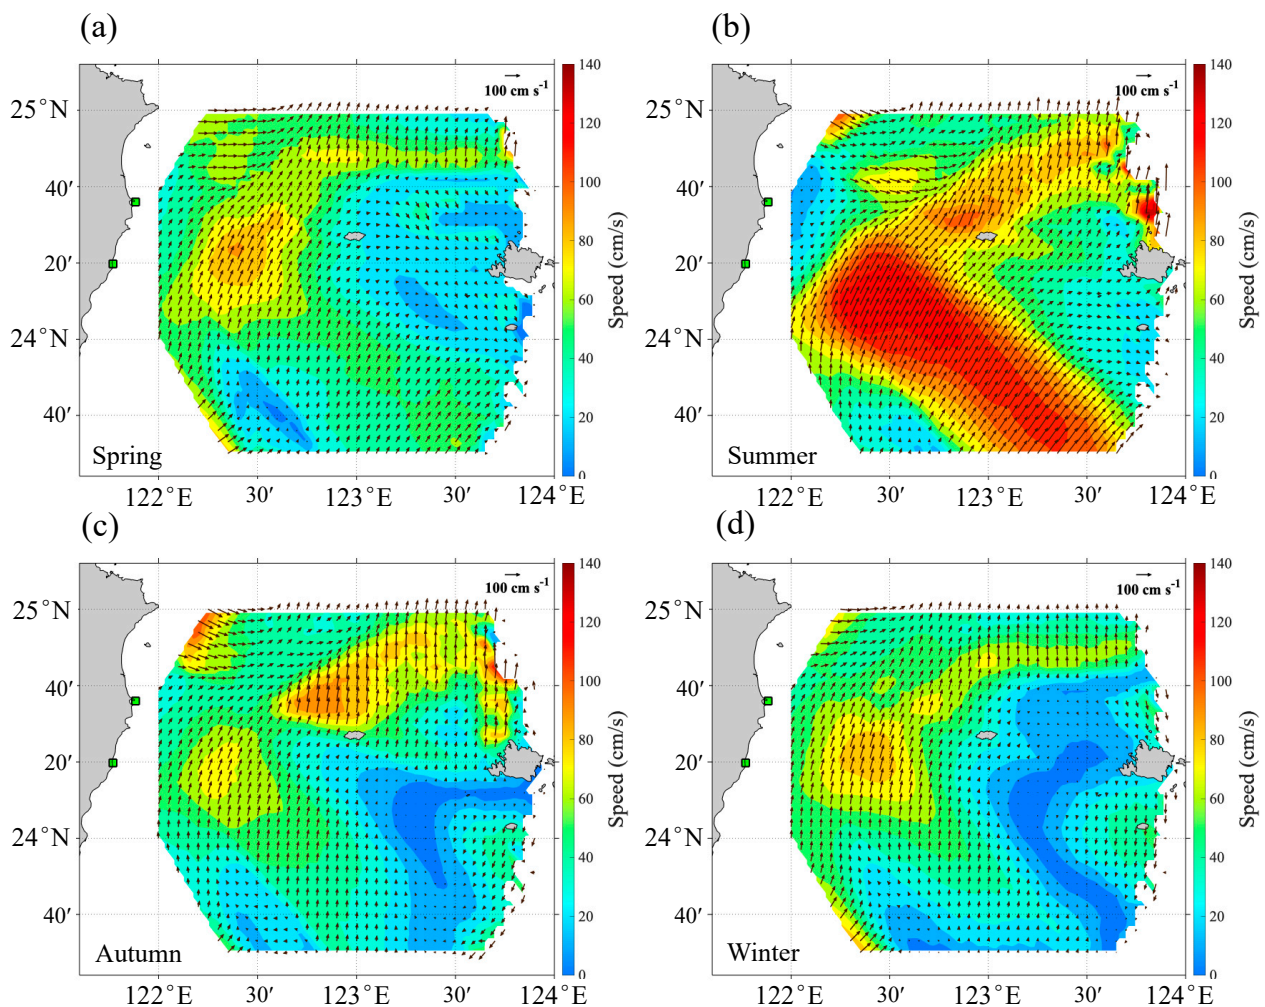 (a)
100 cm s⁻¹
25°N
40′
20′
24°N
40′
Spring
122°E
30′
123°E
30′
124°E
140
120
100
80
60
40
20
0
Speed (cm/s)
(b)
100 cm s⁻¹
25°N
40′
20′
24°N
40′
Summer
122°E
30′
123°E
30′
124°E
140
120
100
80
60
40
20
0
Speed (cm/s)
(c)
100 cm s⁻¹
25°N
40′
20′
24°N
40′
Autumn
122°E
30′
123°E
30′
124°E
140
120
100
80
60
40
20
0
Speed (cm/s)
(d)
100 cm s⁻¹
25°N
40′
20′
24°N
40′
Winter
122°E
30′
123°E
30′
124°E
140
120
100
80
60
40
20
0
Speed (cm/s)